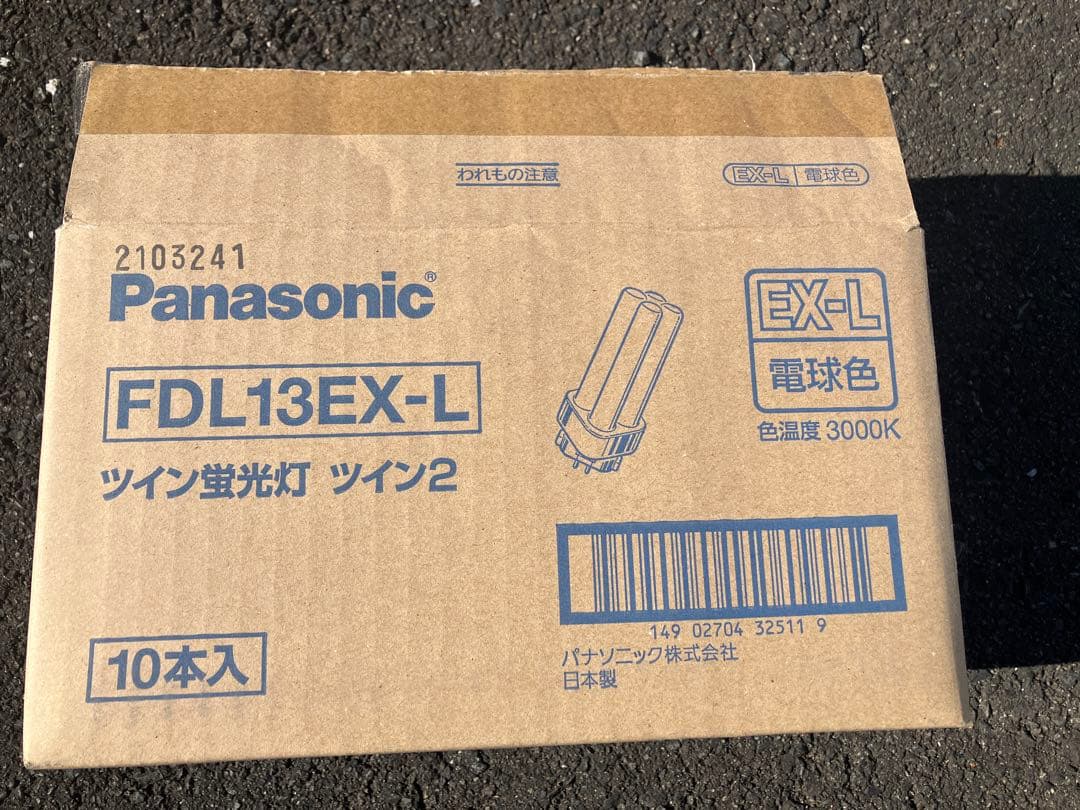 われもの注意
EX-L 電球色
2103241
Panasonic®
EX-L
電球色
色温度 3000K
FDL13EX-L
ツイン蛍光灯 ツイン2
149 02704 32511 9
パナソニック株式会社
日本製
10本入